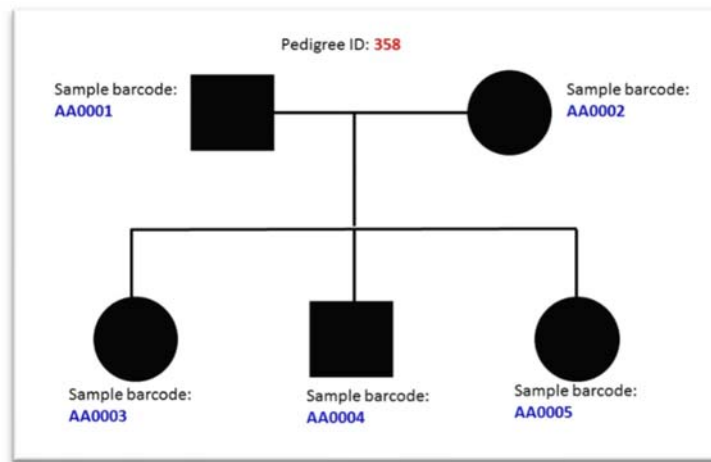 Pedigree ID: 358
Sample barcode:
AA0001
Sample barcode:
AA0002
Sample barcode:
AA0003
Sample barcode:
AA0004
Sample barcode:
AA0005